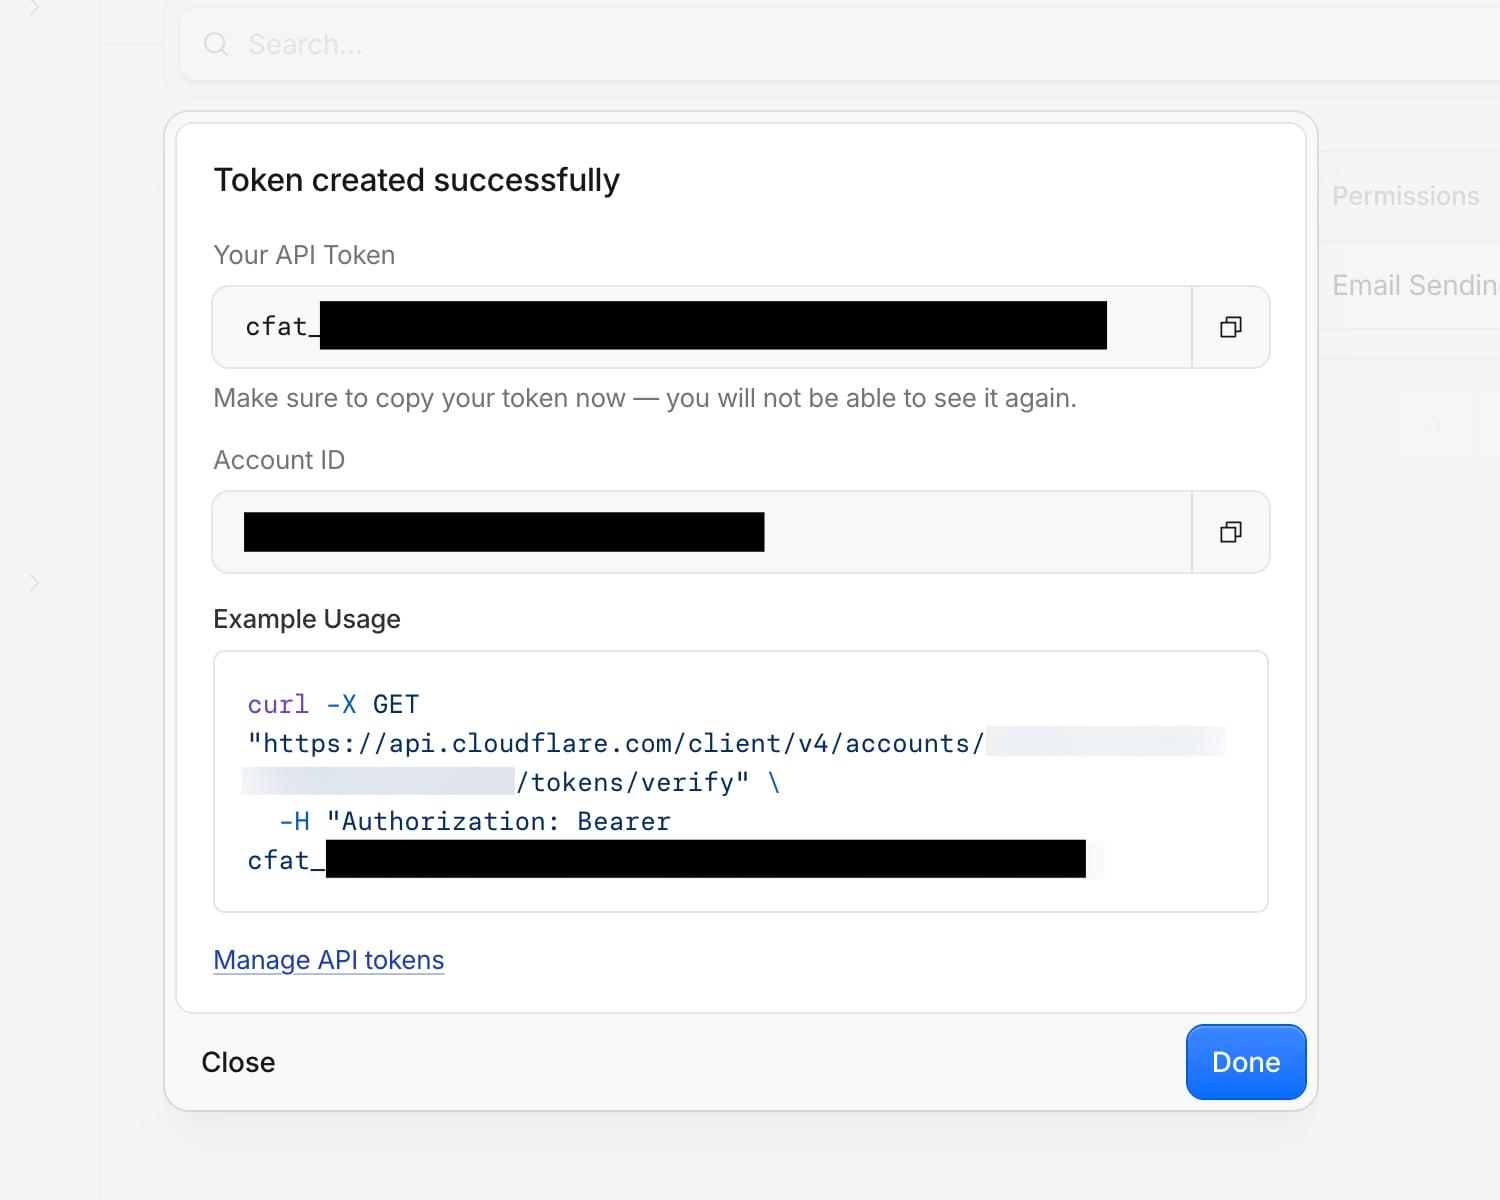 Search...
Token created successfully
Permissions
Your API Token
Email Sendin
cfat_
Make sure to copy your token now — you will not be able to see it again.
Account ID
Example Usage
curl -X GET
"https://api.cloudflare.com/client/v4/accounts/
/tokens/verify" \
-H "Authorization: Bearer
cfat_
Manage API tokens
Close
Done